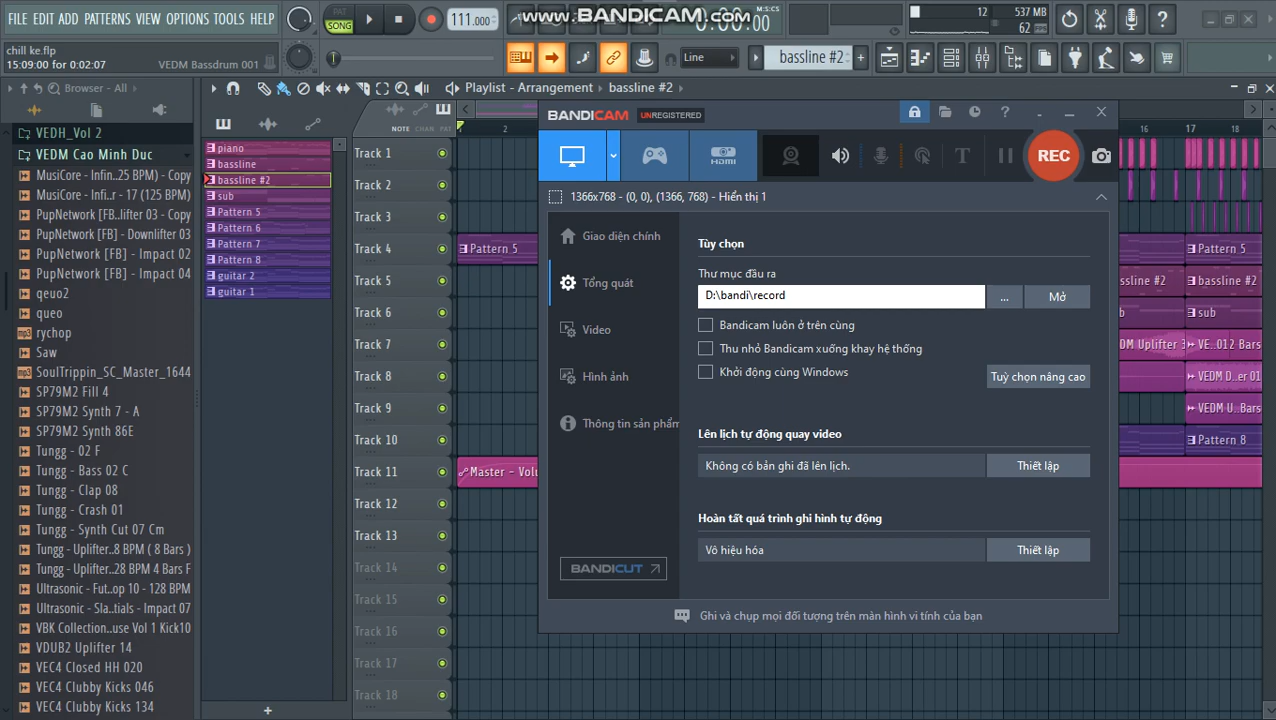 FILE EDIT ADD PATTERNS VIEW OPTIONS TOOLS HELP
PAT
SONG
111.000
www.BANDICAM.com
0:00:00
M:S:CS
12
537 MB
62
chill ke.flp
15:09:00 for 0:02:07
VEDM Bassdrum 001
Line
bassline #2
Browser - All
Playlist - Arrangement
bassline #2
VEDH_Vol 2
VEDM Cao Minh Duc
MusiCore - Infin...25 BPM) - Copy
MusiCore - Infi...r - 17 (125 BPM)
PupNetwork [FB...lifter 03 - Copy
PupNetwork [FB] - Downlifter 03
PupNetwork [FB] - Impact 02
PupNetwork [FB] - Impact 04
qeuo2
queo
rychop
Saw
SoulTrippin_SC_Master_1644
SP79M2 Fill 4
SP79M2 Synth 7 - A
SP79M2 Synth 86E
Tungg - 02 F
Tungg - Bass 02 C
Tungg - Clap 08
Tungg - Crash 01
Tungg - Synth Cut 07 Cm
Tungg - Uplifter..8 BPM ( 8 Bars )
Tungg - Uplifter...28 BPM 4 Bars F
Ultrasonic - Fut...op 10 - 128 BPM
Ultrasonic - Sla...tials - Impact 07
VBK Collection...use Vol 1 Kick10
VDUB2 Uplifter 14
VEC4 Closed HH 020
VEC4 Clubby Kicks 046
VEC4 Clubby Kicks 134
piano
bassline
bassline #2
sub
Pattern 5
Pattern 6
Pattern 7
Pattern 8
guitar 2
guitar 1
NOTE CHAN PAT
2
16
17
18
Track 1
Track 2
Track 3
Track 4
Track 5
Track 6
Track 7
Track 8
Track 9
Track 10
Track 11
Track 12
Track 13
Track 14
Track 15
Track 16
Track 17
Track 18
Pattern 5
Master - Volu
Pattern 5
bassline #2
sub
DM Uplifter 3
VE...012 Bars
VEDM D...er 01
VEDM U..Bars
Pattern 8
BANDICAM
UNREGISTERED
HDMI
REC
1366x768 - (0, 0), (1366, 768) - Hiển thị 1
Giao diện chính
Tổng quát
Video
Hình ảnh
Thông tin sản phẩm
BANDICUT
Tùy chọn
Thư mục đầu ra
D:\bandi\record
...
Mở
Bandicam luôn ở trên cùng
Thu nhỏ Bandicam xuống khay hệ thống
Khởi động cùng Windows
Tuỳ chọn nâng cao
Lên lịch tự động quay video
Không có bản ghi đã lên lịch.
Thiết lập
Hoàn tất quá trình ghi hình tự động
Vô hiệu hóa
Thiết lập
Ghi và chụp mọi đối tượng trên màn hình vi tính của bạn